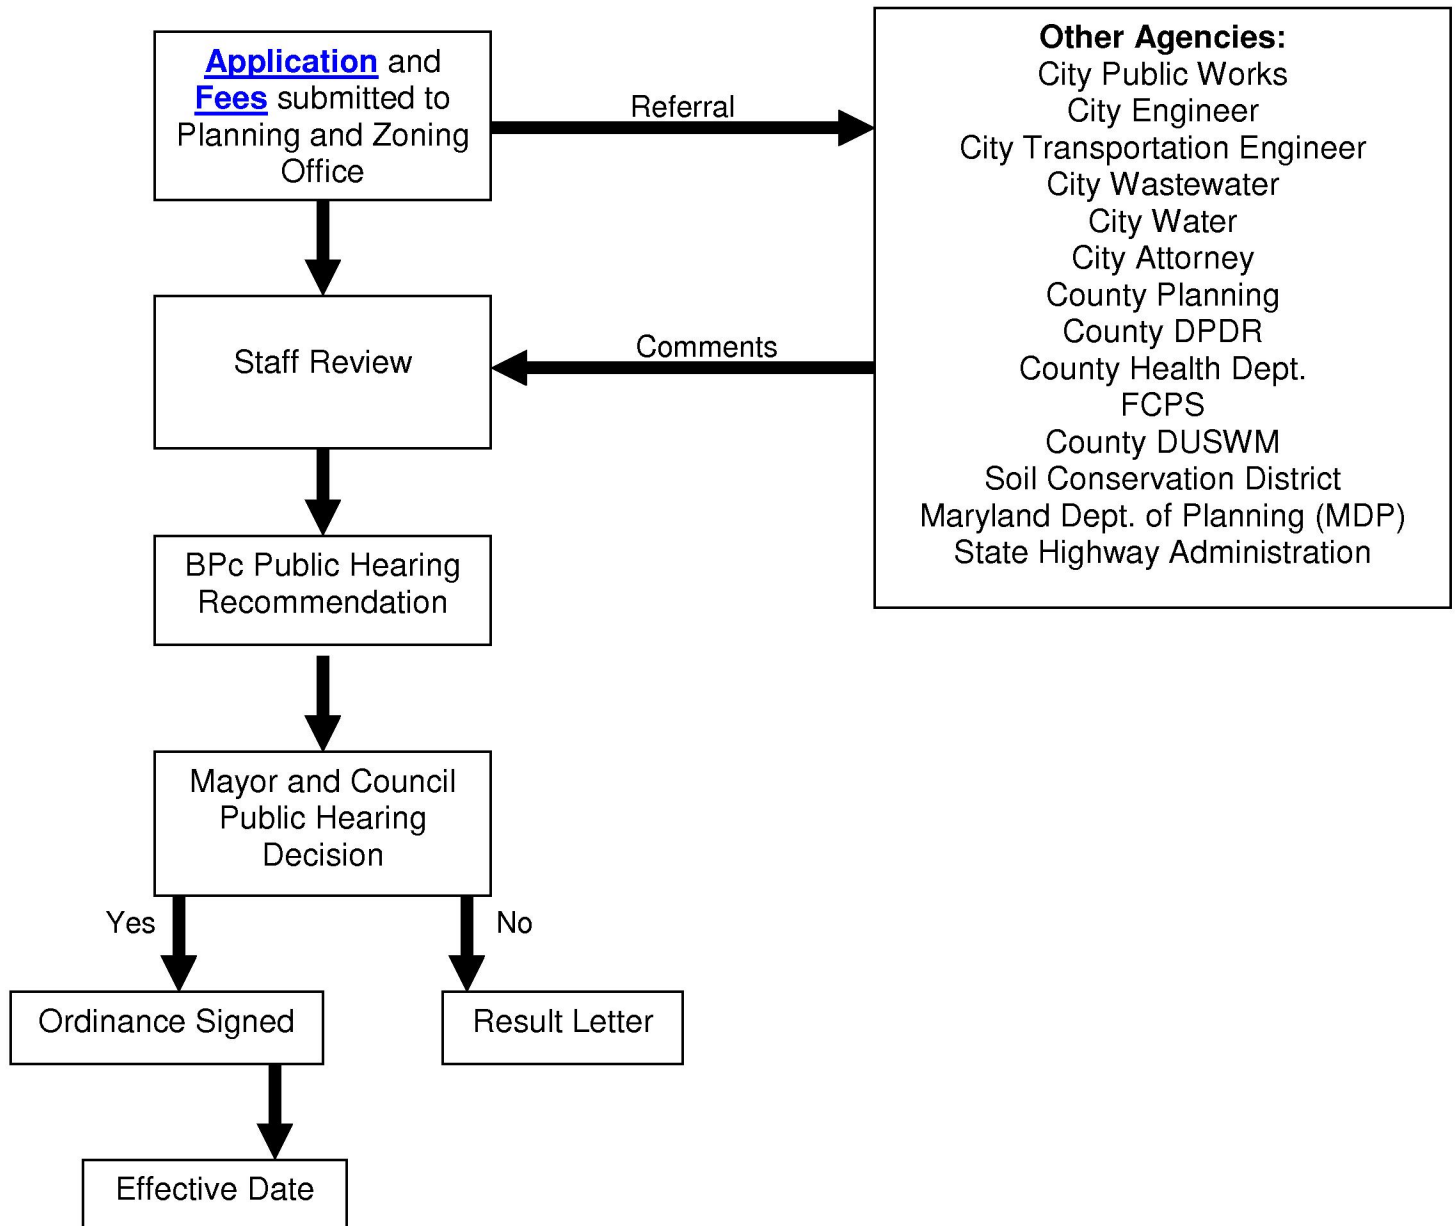 Application and
Fees submitted to
Planning and Zoning
Office
Referral
Other Agencies:
City Public Works
City Engineer
City Transportation Engineer
City Wastewater
City Water
City Attorney
County Planning
County DPDR
County Health Dept.
FCPS
County DUSWM
Soil Conservation District
Maryland Dept. of Planning (MDP)
State Highway Administration
Staff Review
Comments
BPc Public Hearing
Recommendation
Mayor and Council
Public Hearing
Decision
Yes
No
Ordinance Signed
Result Letter
Effective Date